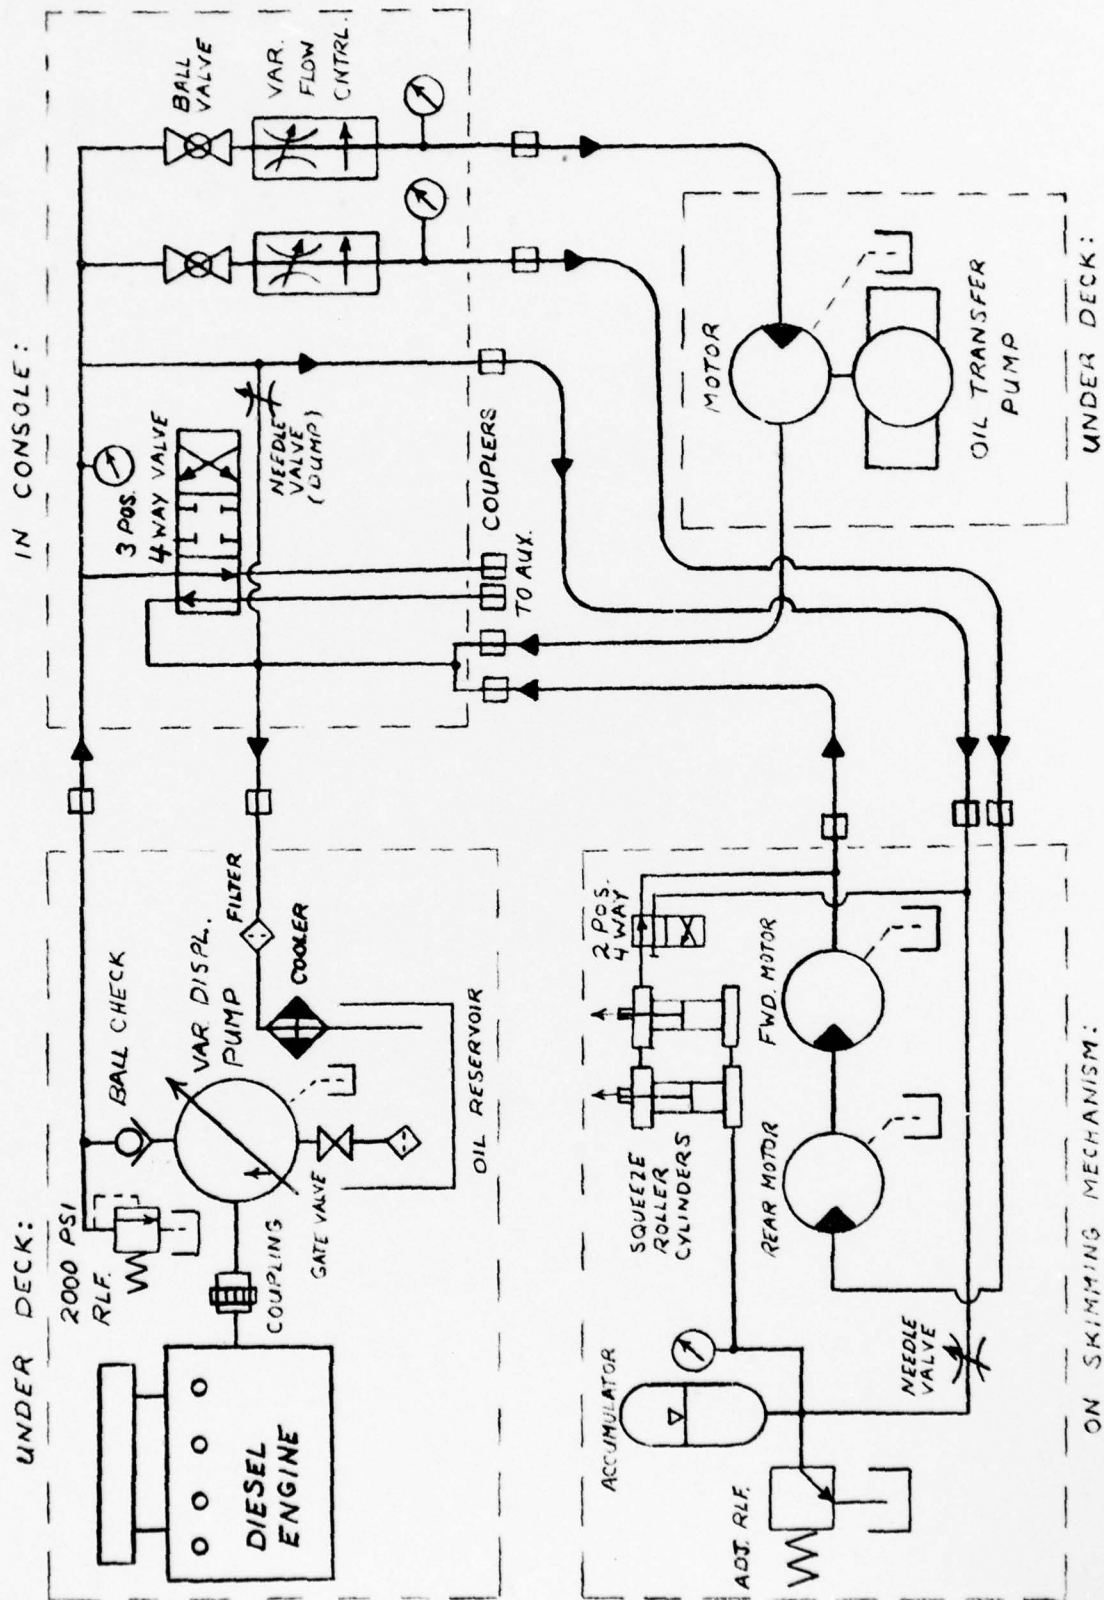 UNDER DECK:
2000 PSI
RLF.
BALL CHECK
VAR. DISPL.
PUMP
FILTER
COOLER
COUPLING
GATE VALVE
OIL RESERVOIR
DIESEL
ENGINE
IN CONSOLE:
BALL
VALVE
VAR.
FLOW
CNTRL.
3 POS.
4 WAY VALVE
NEEDLE
VALVE
(DUMP)
TO AUX. COUPLERS
UNDER DECK:
MOTOR
OIL TRANSFER
PUMP
ON SKIMMING MECHANISM:
2 POS.
4 WAY
SQUEEZE
ROLLER
CYLINDERS
FWD. MOTOR
REAR MOTOR
ACCUMULATOR
NEEDLE
VALVE
ADJ. RLF.